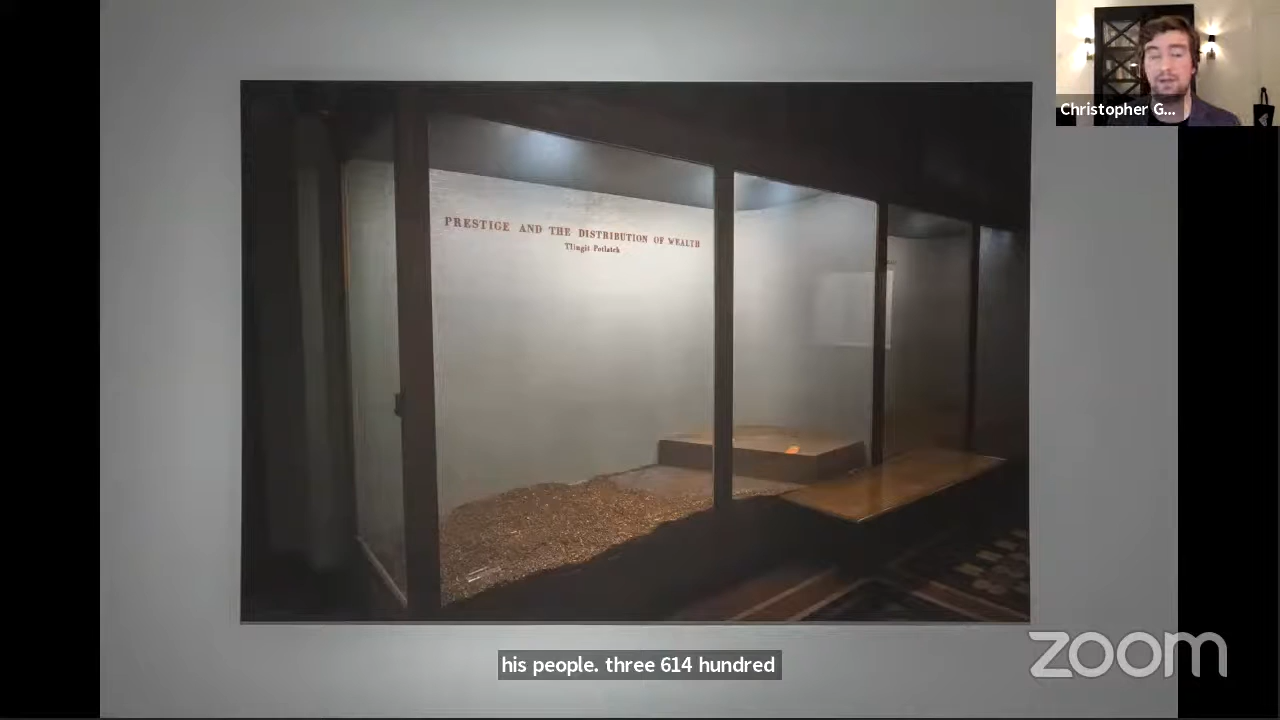 Christopher G...
PRESTIGE AND THE DISTRIBUTION OF WEALTH
Tlingit Potlatch
his people. three 614 hundred
zoom